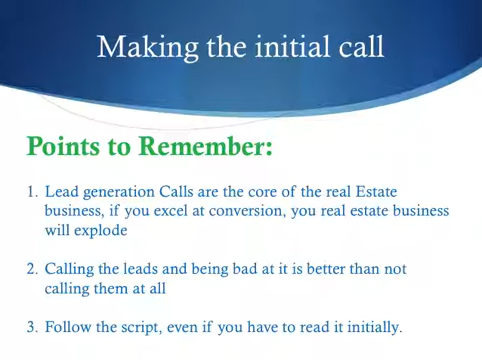 Making the initial call
Points to Remember:
1. Lead generation Calls are the core of the real Estate
business, if you excel at conversion, you real estate business
will explode
2. Calling the leads and being bad at it is better than not
calling them at all
3. Follow the script, even if you have to read it initially.